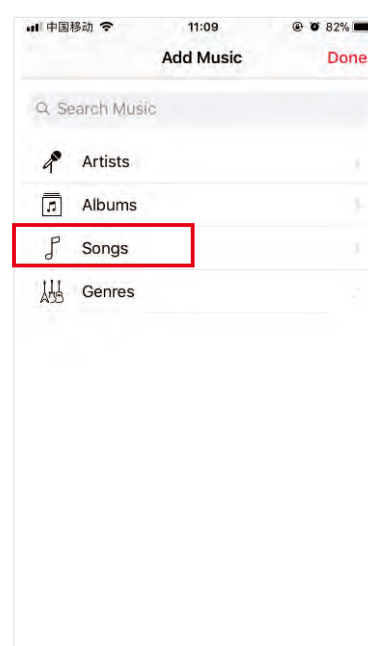 中国移动 11:09 82%
Add Music Done
Search Music
Artists
Albums
Songs
Genres